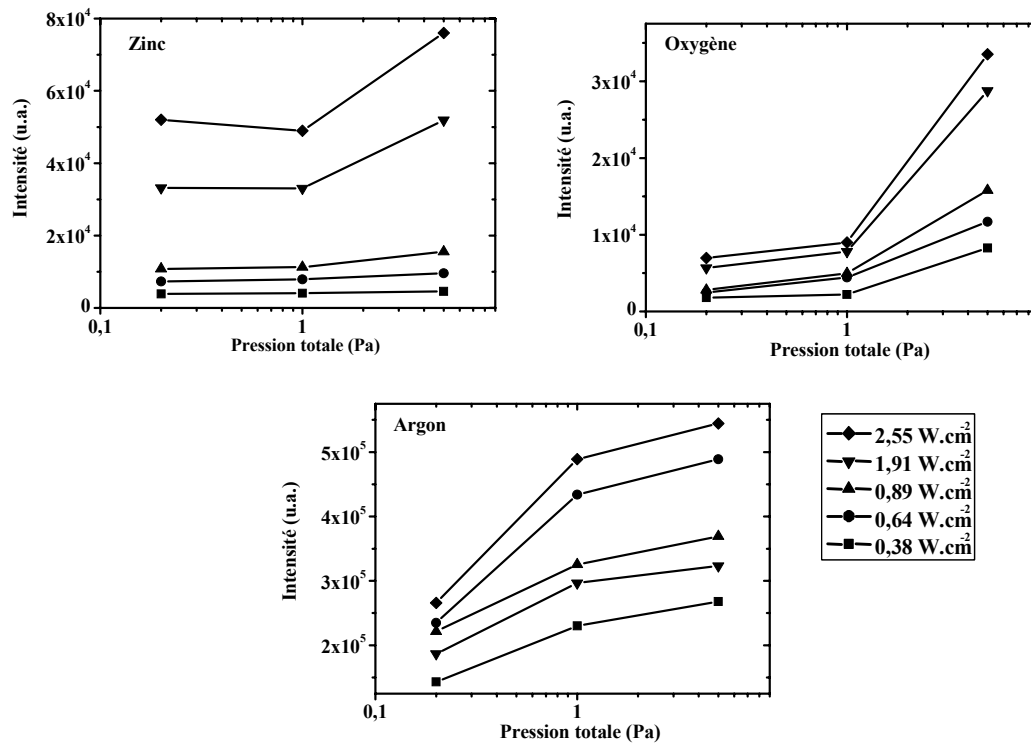 Zinc
8x10⁴
6x10⁴
4x10⁴
2x10⁴
0
0,1
1
Intensité (u.a.)
Pression totale (Pa)
Oxygène
3x10⁴
2x10⁴
1x10⁴
0
0,1
1
Intensité (u.a.)
Pression totale (Pa)
Argon
5x10⁵
4x10⁵
3x10⁵
2x10⁵
0,1
1
Intensité (u.a.)
Pression totale (Pa)
2,55 W.cm⁻²
1,91 W.cm⁻²
0,89 W.cm⁻²
0,64 W.cm⁻²
0,38 W.cm⁻²